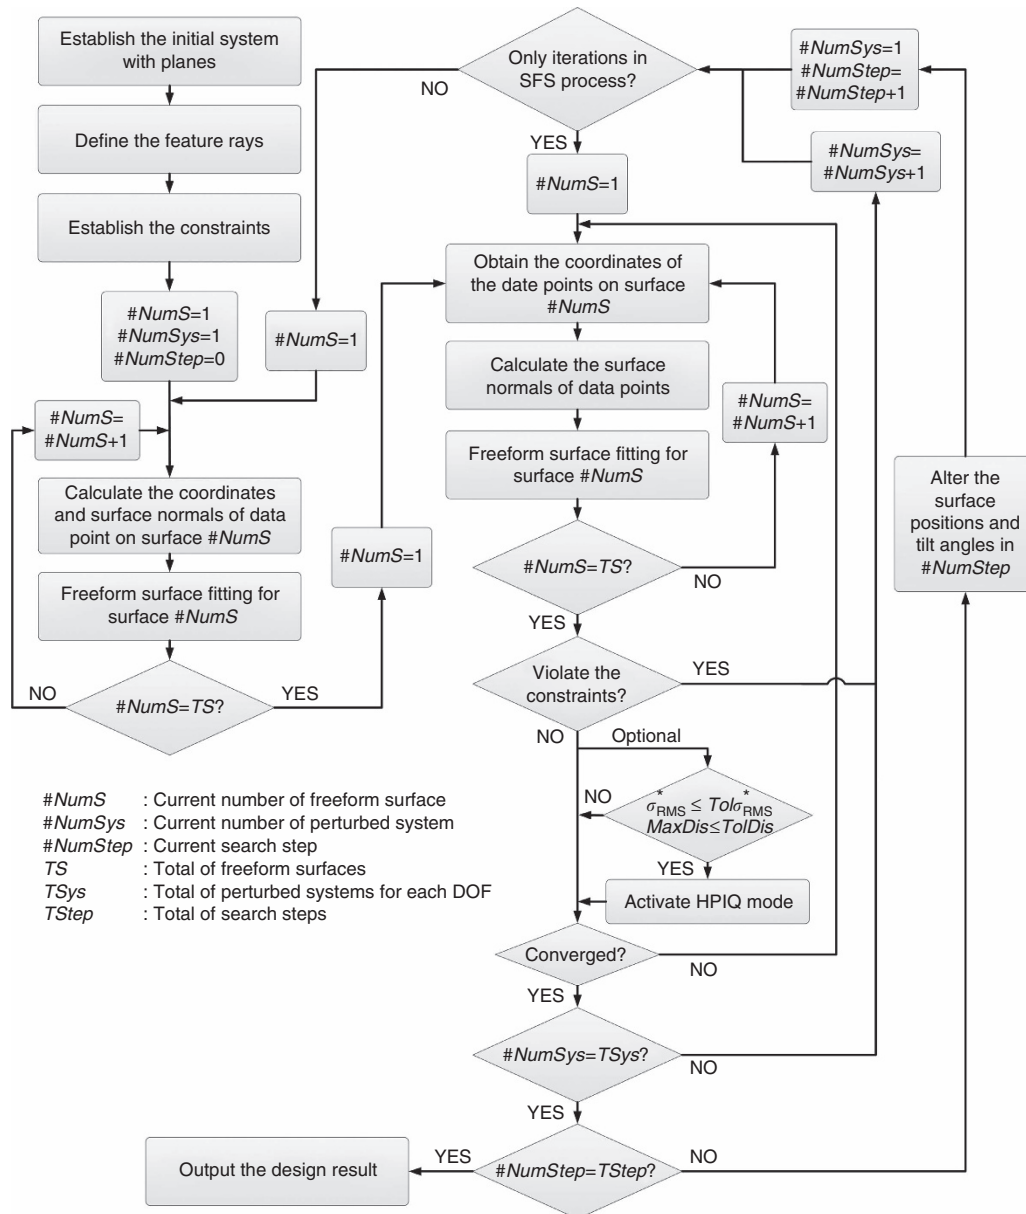 Establish the initial system
with planes
Define the feature rays
Establish the constraints
#NumS=1
#NumSys=1
#NumStep=0
#NumS=
#NumS+1
Calculate the coordinates
and surface normals of data
point on surface #NumS
Freeform surface fitting for
surface #NumS
#NumS=TS?
NO
YES
#NumS=1
#NumS=1
Only iterations in
SFS process?
NO
YES
#NumS=1
Obtain the coordinates of
the date points on surface
#NumS
Calculate the surface
normals of data points
Freeform surface fitting for
surface #NumS
#NumS=
#NumS+1
#NumS=TS?
NO
YES
Violate the
constraints?
YES
NO
Optional
σ*RMS ≤ Tolσ*RMS
MaxDis≤TolDis
NO
YES
Activate HPIQ mode
Converged?
NO
YES
#NumSys=TSys?
NO
YES
#NumStep=TStep?
NO
YES
Output the design result
#NumSys=1
#NumStep=
#NumStep+1
#NumSys=
#NumSys+1
Alter the
surface
positions and
tilt angles in
#NumStep
#NumS : Current number of freeform surface
#NumSys : Current number of perturbed system
#NumStep : Current search step
TS : Total of freeform surfaces
TSys : Total of perturbed systems for each DOF
TStep : Total of search steps